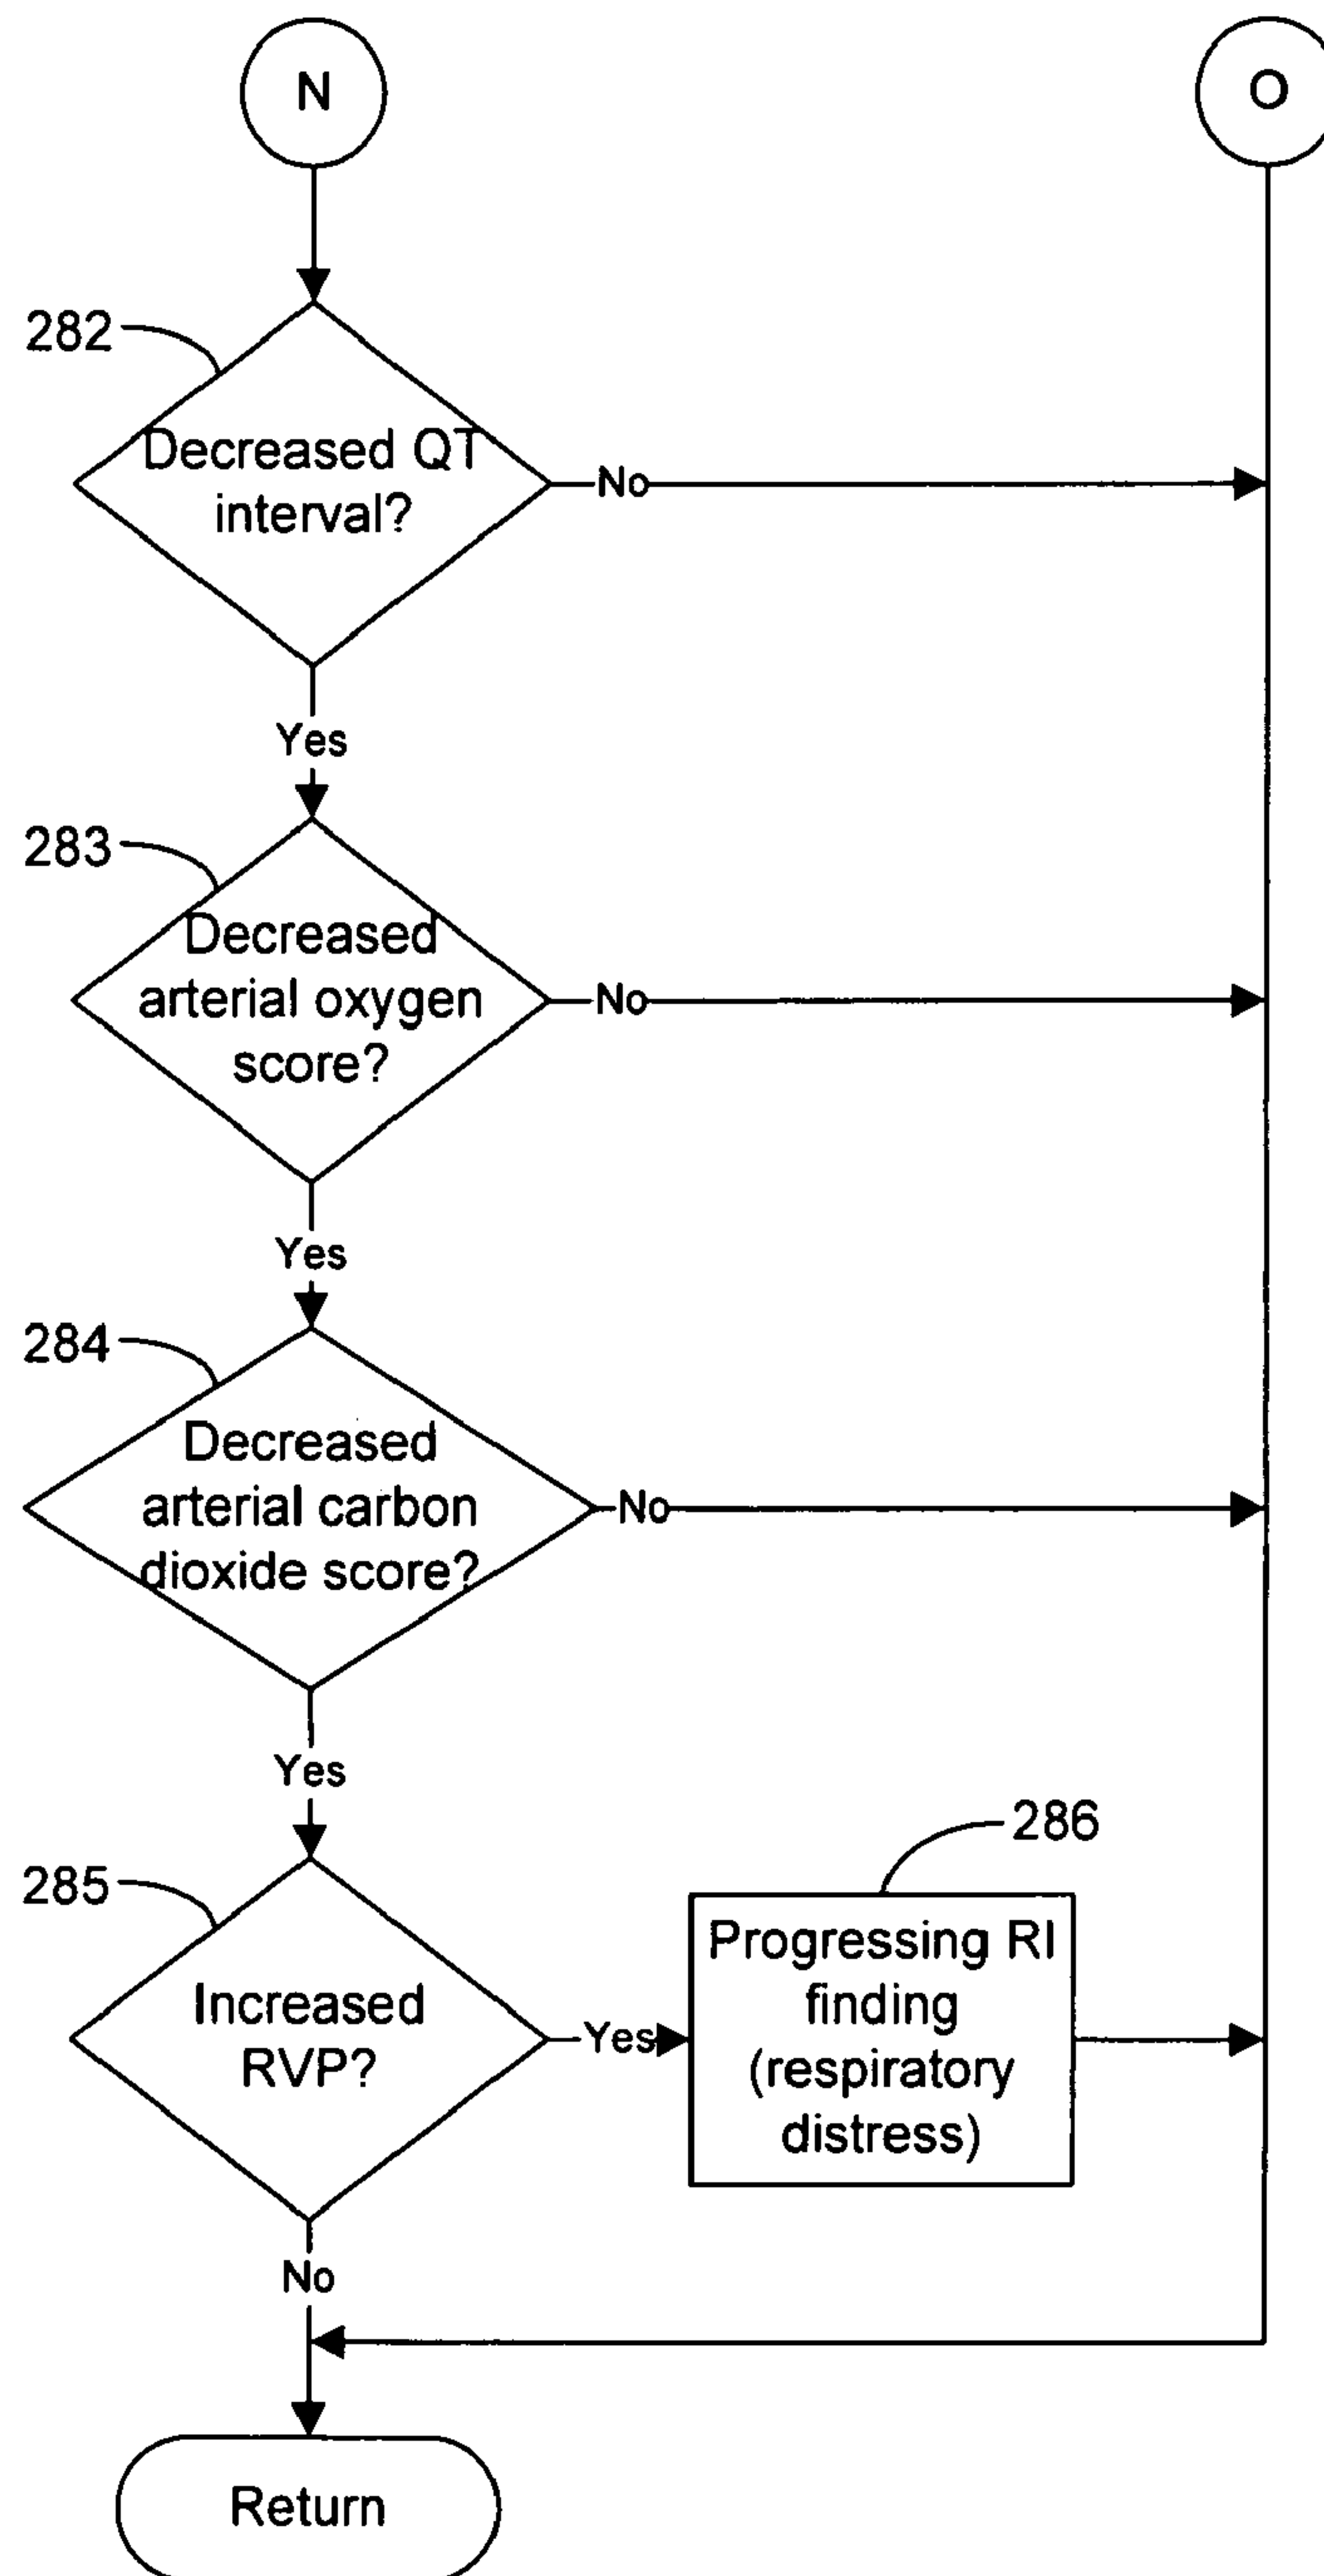 N
O
282
Decreased QT
interval?
No
Yes
283
Decreased
arterial oxygen
score?
No
Yes
284
Decreased
arterial carbon
dioxide score?
No
Yes
285
Increased
RVP?
Yes
286
Progressing RI
finding
(respiratory
distress)
No
Return